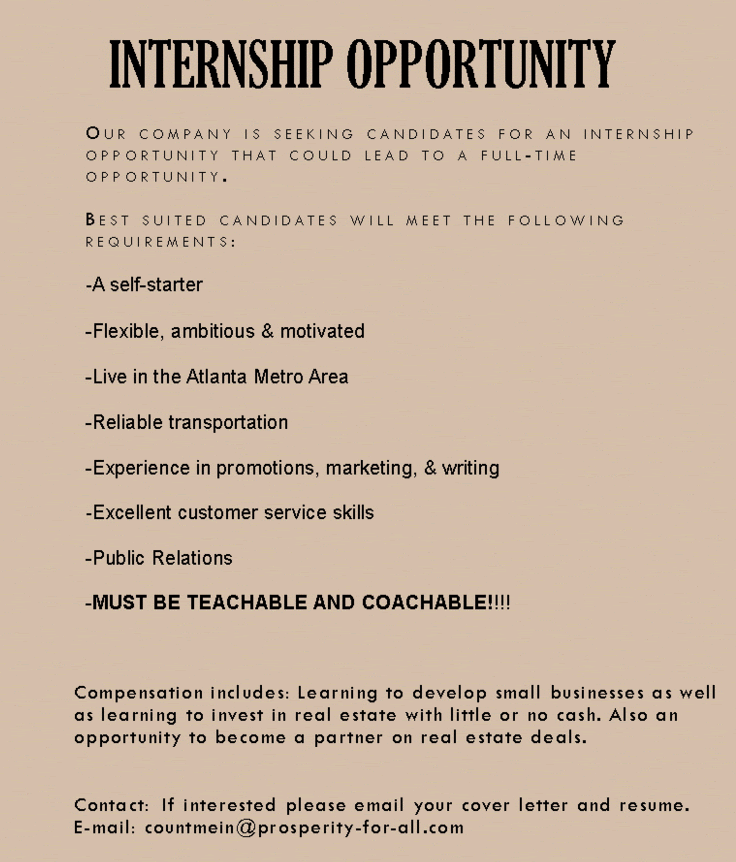 INTERNSHIP OPPORTUNITY
OUR COMPANY IS SEEKING CANDIDATES FOR AN INTERNSHIP
OPPORTUNITY THAT COULD LEAD TO A FULL-TIME
OPPORTUNITY.
BEST SUITED CANDIDATES WILL MEET THE FOLLOWING
REQUIREMENTS:
-A self-starter
-Flexible, ambitious & motivated
-Live in the Atlanta Metro Area
-Reliable transportation
-Experience in promotions, marketing, & writing
-Excellent customer service skills
-Public Relations
-MUST BE TEACHABLE AND COACHABLE!!!!
Compensation includes: Learning to develop small businesses as well
as learning to invest in real estate with little or no cash. Also an
opportunity to become a partner on real estate deals.
Contact: If interested please email your cover letter and resume.
E-mail: countmein@prosperity-for-all.com